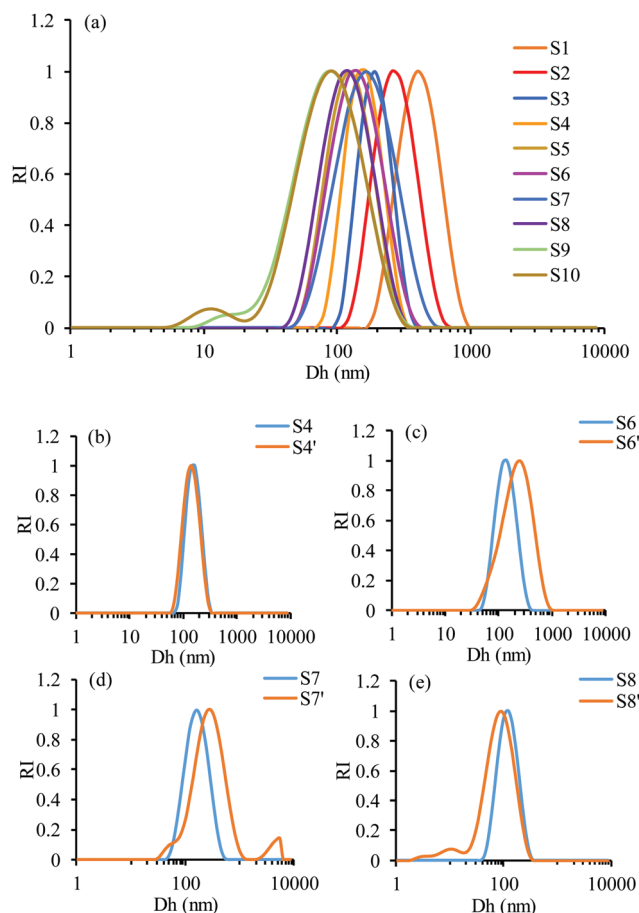 (a)
1.2
1
0.8
0.6
0.4
0.2
0
RI
1 10 100 1000 10000
Dh (nm)
S1
S2
S3
S4
S5
S6
S7
S8
S9
S10
(b)
S4
S4'
1.2
1
0.8
0.6
0.4
0.2
0
RI
1 10 100 1000 10000
Dh (nm)
(c)
S6
S6'
1.2
1
0.8
0.6
0.4
0.2
0
RI
1 10 100 1000 10000
Dh (nm)
(d)
S7
S7'
1.2
1
0.8
0.6
0.4
0.2
0
RI
1 100 10000
Dh (nm)
(e)
S8
S8'
1.2
1
0.8
0.6
0.4
0.2
0
RI
1 100 10000
Dh (nm)